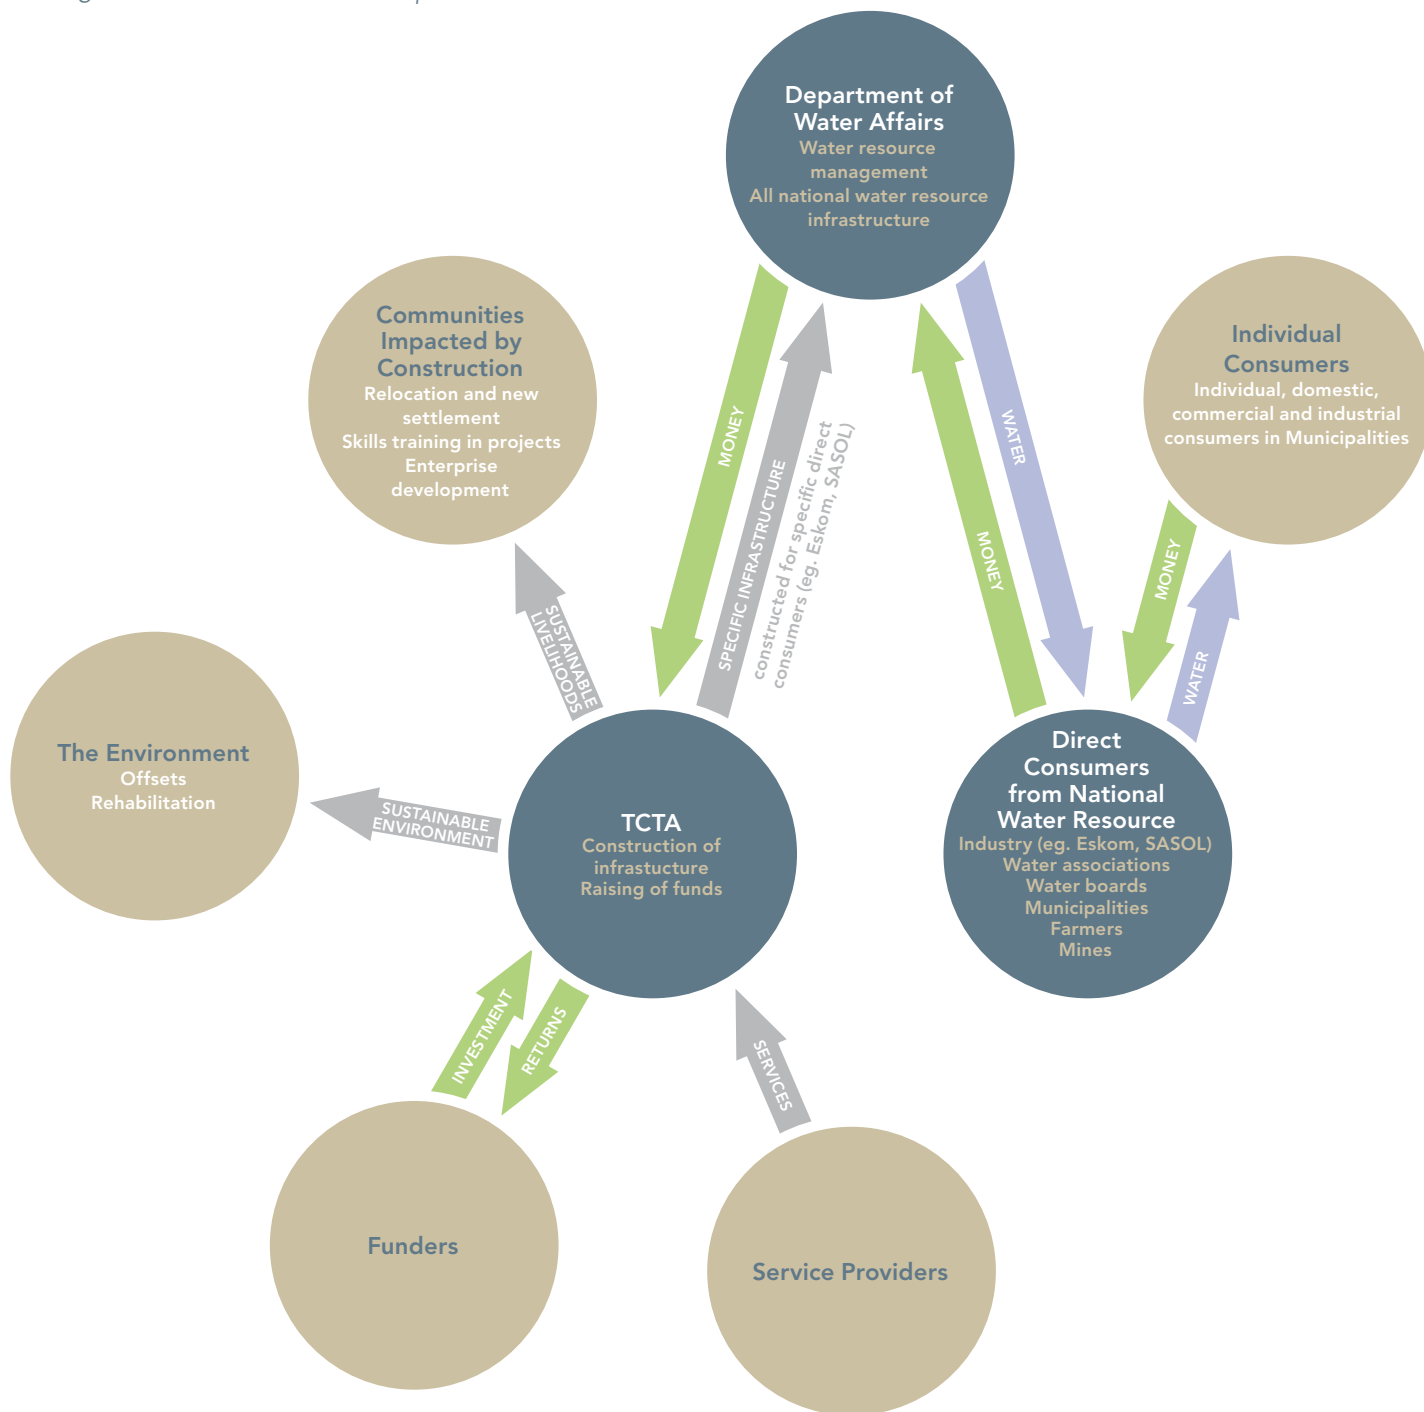 Department of
Water Affairs
Water resource
management
All national water resource
infrastructure
Communities
Impacted by
Construction
Relocation and new
settlement
Skills training in projects
Enterprise
development
Individual
Consumers
Individual, domestic,
commercial and industrial
consumers in Municipalities
MONEY
SPECIFIC INFRASTRUCTURE
constructed for specific direct
consumers (eg. Eskom, SASOL)
WATER
MONEY
MONEY
WATER
SUSTAINABLE
LIVELIHOODS
The Environment
Offsets
Rehabilitation
SUSTAINABLE
ENVIRONMENT
TCTA
Construction of
infrastucture
Raising of funds
Direct
Consumers
from National
Water Resource
Industry (eg. Eskom, SASOL)
Water associations
Water boards
Municipalities
Farmers
Mines
INVESTMENT
RETURNS
SERVICES
Funders
Service Providers